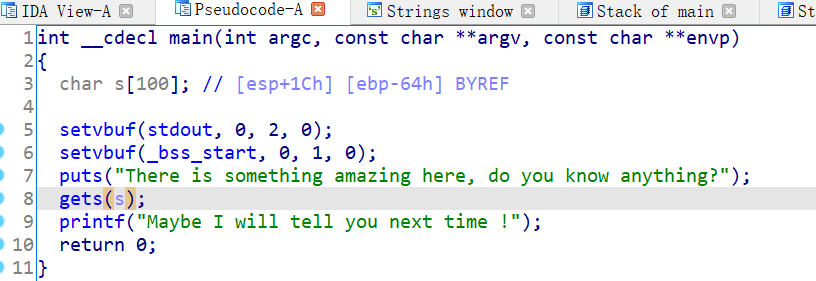 IDA View-A Pseudocode-A Strings window Stack of main St
1 int __cdecl main(int argc, const char **argv, const char **envp)
2 {
3 char s[100]; // [esp+1Ch] [ebp-64h] BYREF
4
5 setvbuf(stdout, 0, 2, 0);
6 setvbuf(_bss_start, 0, 1, 0);
7 puts("There is something amazing here, do you know anything?");
8 gets(s);
9 printf("Maybe I will tell you next time !");
10 return 0;
11 }